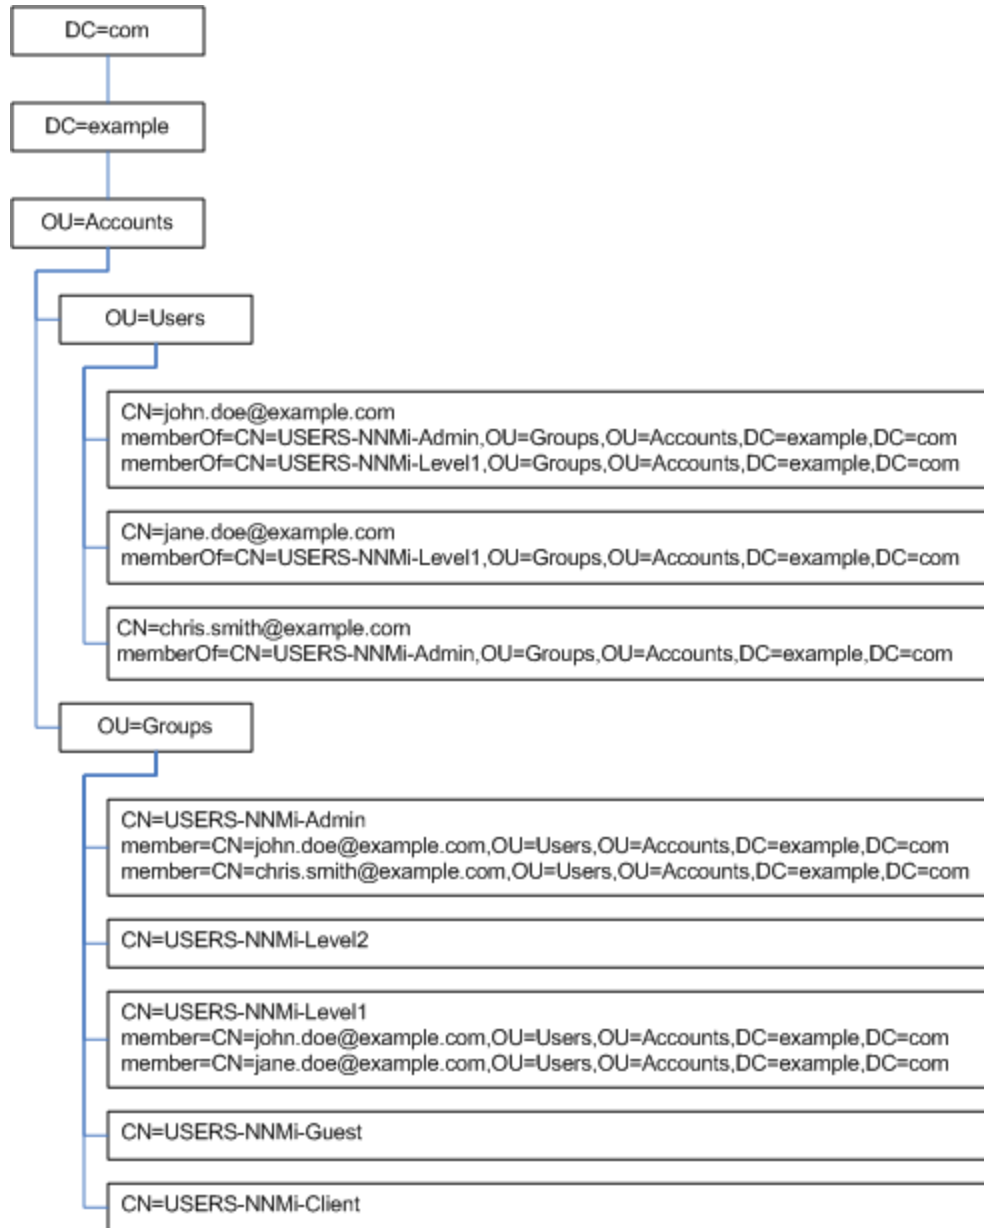 DC=com
DC=example
OU=Accounts
OU=Users
CN=john.doe@example.com
memberOf=CN=USERS-NNMi-Admin,OU=Groups,OU=Accounts,DC=example,DC=com
memberOf=CN=USERS-NNMi-Level1,OU=Groups,OU=Accounts,DC=example,DC=com
CN=jane.doe@example.com
memberOf=CN=USERS-NNMi-Level1,OU=Groups,OU=Accounts,DC=example,DC=com
CN=chris.smith@example.com
memberOf=CN=USERS-NNMi-Admin,OU=Groups,OU=Accounts,DC=example,DC=com
OU=Groups
CN=USERS-NNMi-Admin
member=CN=john.doe@example.com,OU=Users,OU=Accounts,DC=example,DC=com
member=CN=chris.smith@example.com,OU=Users,OU=Accounts,DC=example,DC=com
CN=USERS-NNMi-Level2
CN=USERS-NNMi-Level1
member=CN=john.doe@example.com,OU=Users,OU=Accounts,DC=example,DC=com
member=CN=jane.doe@example.com,OU=Users,OU=Accounts,DC=example,DC=com
CN=USERS-NNMi-Guest
CN=USERS-NNMi-Client